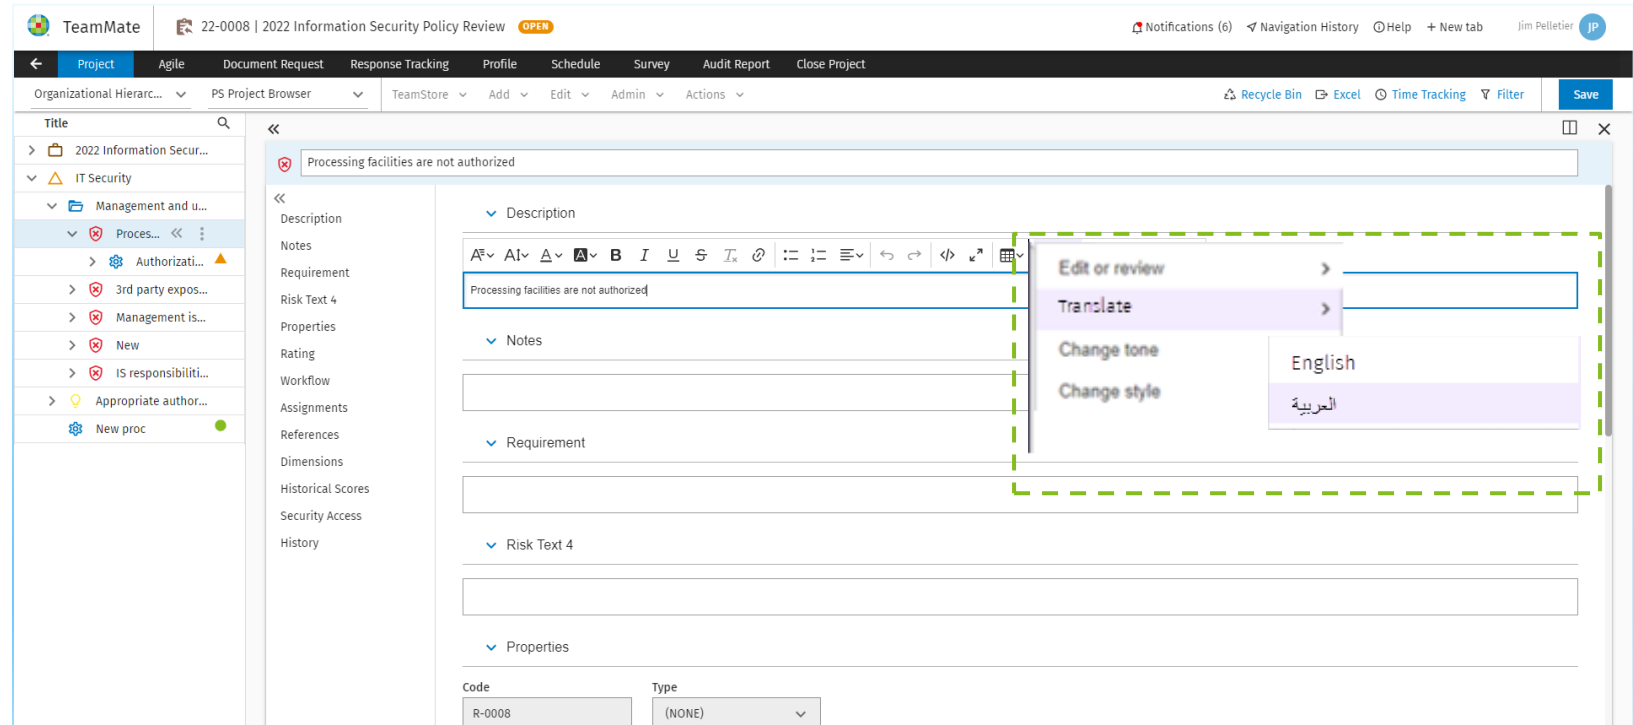 TeamMate
22-0008 | 2022 Information Security Policy Review OPEN
Notifications (6) Navigation History Help + New tab Jim Pelletier JP
Project Agile Document Request Response Tracking Profile Schedule Survey Audit Report Close Project
Organizational Hierarc... PS Project Browser TeamStore Add Edit Admin Actions Recycle Bin Excel Time Tracking Filter Save
Title
2022 Information Secur...
IT Security
Management and u...
Proces...
Authorizati...
3rd party expos...
Management is...
New
IS responsibiliti...
Appropriate author...
New proc
Processing facilities are not authorized
Description
Notes
Requirement
Risk Text 4
Properties
Rating
Workflow
Assignments
References
Dimensions
Historical Scores
Security Access
History
Description
Processing facilities are not authorized
Notes
Requirement
Risk Text 4
Properties
Code Type
R-0008 (NONE)
Edit or review
Translate
Change tone
Change style
English
العربية